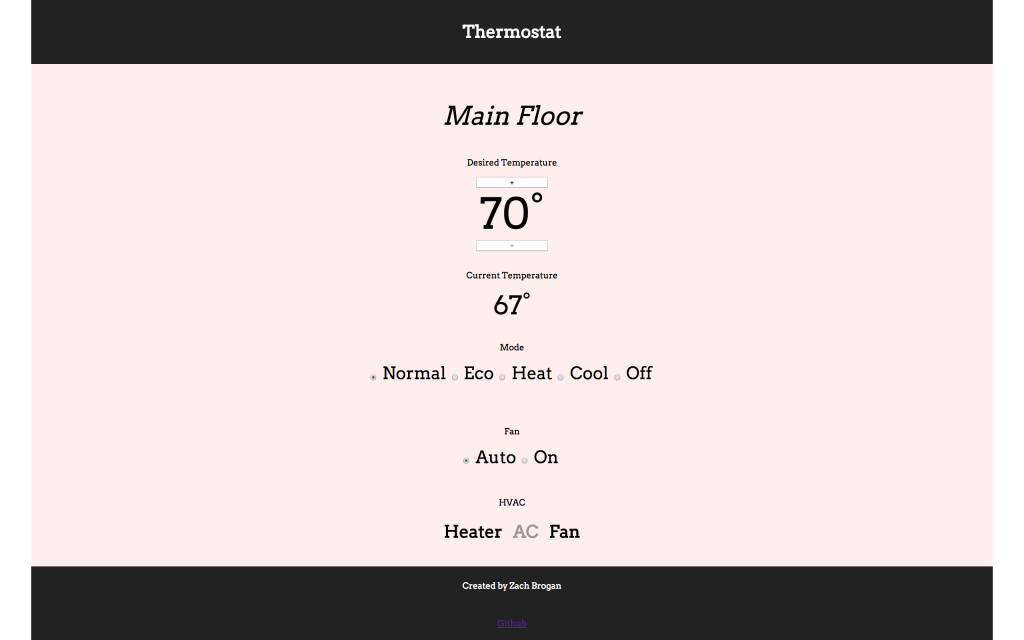 Thermostat
Main Floor
Desired Temperature
+
70°
-
Current Temperature
67°
Mode
Normal Eco Heat Cool Off
Fan
Auto On
HVAC
Heater AC Fan
Created by Zach Brogan
Github